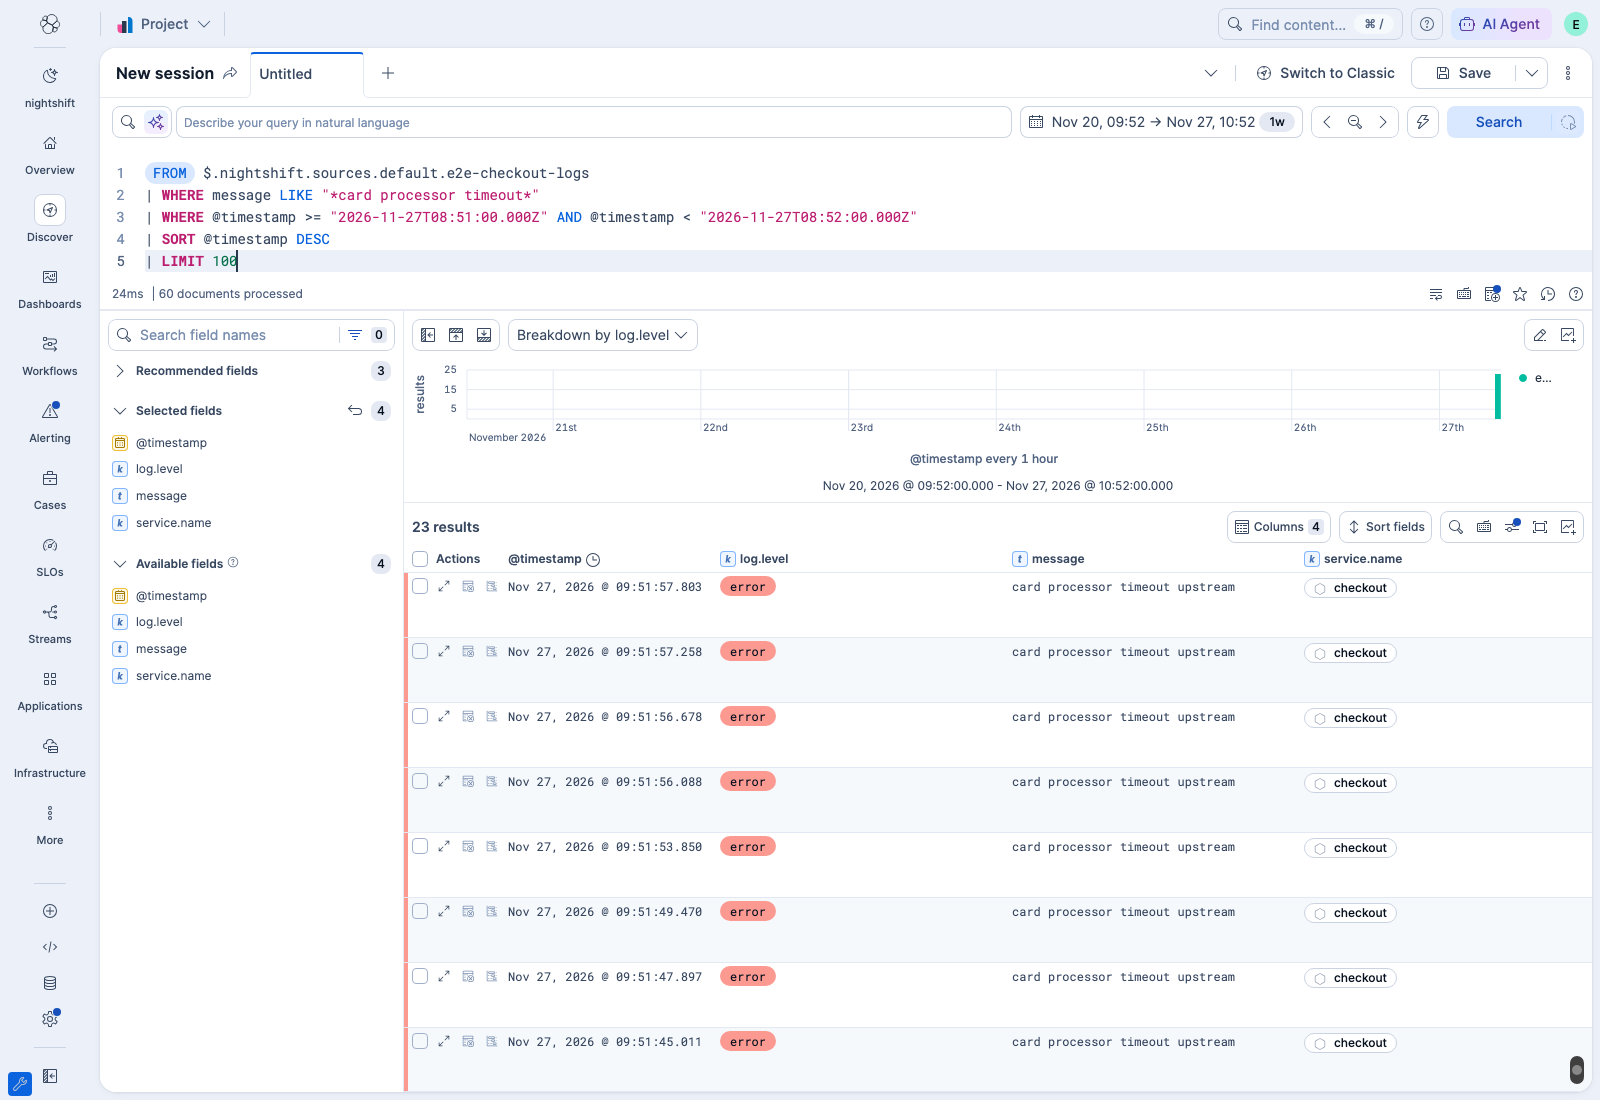 Project
Find content...
⌘ /
AI Agent
E
nightshift
Overview
Discover
Dashboards
Workflows
Alerting
Cases
SLOs
Streams
Applications
Infrastructure
More
New session
Untitled
Switch to Classic
Save
Describe your query in natural language
Nov 20, 09:52 → Nov 27, 10:52 1w
Search
1 FROM $.nightshift.sources.default.e2e-checkout-logs
2 | WHERE message LIKE "*card processor timeout*"
3 | WHERE @timestamp >= "2026-11-27T08:51:00.000Z" AND @timestamp < "2026-11-27T08:52:00.000Z"
4 | SORT @timestamp DESC
5 | LIMIT 100
24ms | 60 documents processed
Search field names 0
Recommended fields 3
Selected fields 4
@timestamp
k log.level
t message
k service.name
Available fields 4
@timestamp
k log.level
t message
k service.name
Breakdown by log.level
results
25
15
5
21st 22nd 23rd 24th 25th 26th 27th
November 2026
e...
@timestamp every 1 hour
Nov 20, 2026 @ 09:52:00.000 - Nov 27, 2026 @ 10:52:00.000
23 results
Columns 4
Sort fields
Actions @timestamp k log.level t message k service.name
Nov 27, 2026 @ 09:51:57.803 error card processor timeout upstream checkout
Nov 27, 2026 @ 09:51:57.258 error card processor timeout upstream checkout
Nov 27, 2026 @ 09:51:56.678 error card processor timeout upstream checkout
Nov 27, 2026 @ 09:51:56.088 error card processor timeout upstream checkout
Nov 27, 2026 @ 09:51:53.850 error card processor timeout upstream checkout
Nov 27, 2026 @ 09:51:49.470 error card processor timeout upstream checkout
Nov 27, 2026 @ 09:51:47.897 error card processor timeout upstream checkout
Nov 27, 2026 @ 09:51:45.011 error card processor timeout upstream checkout